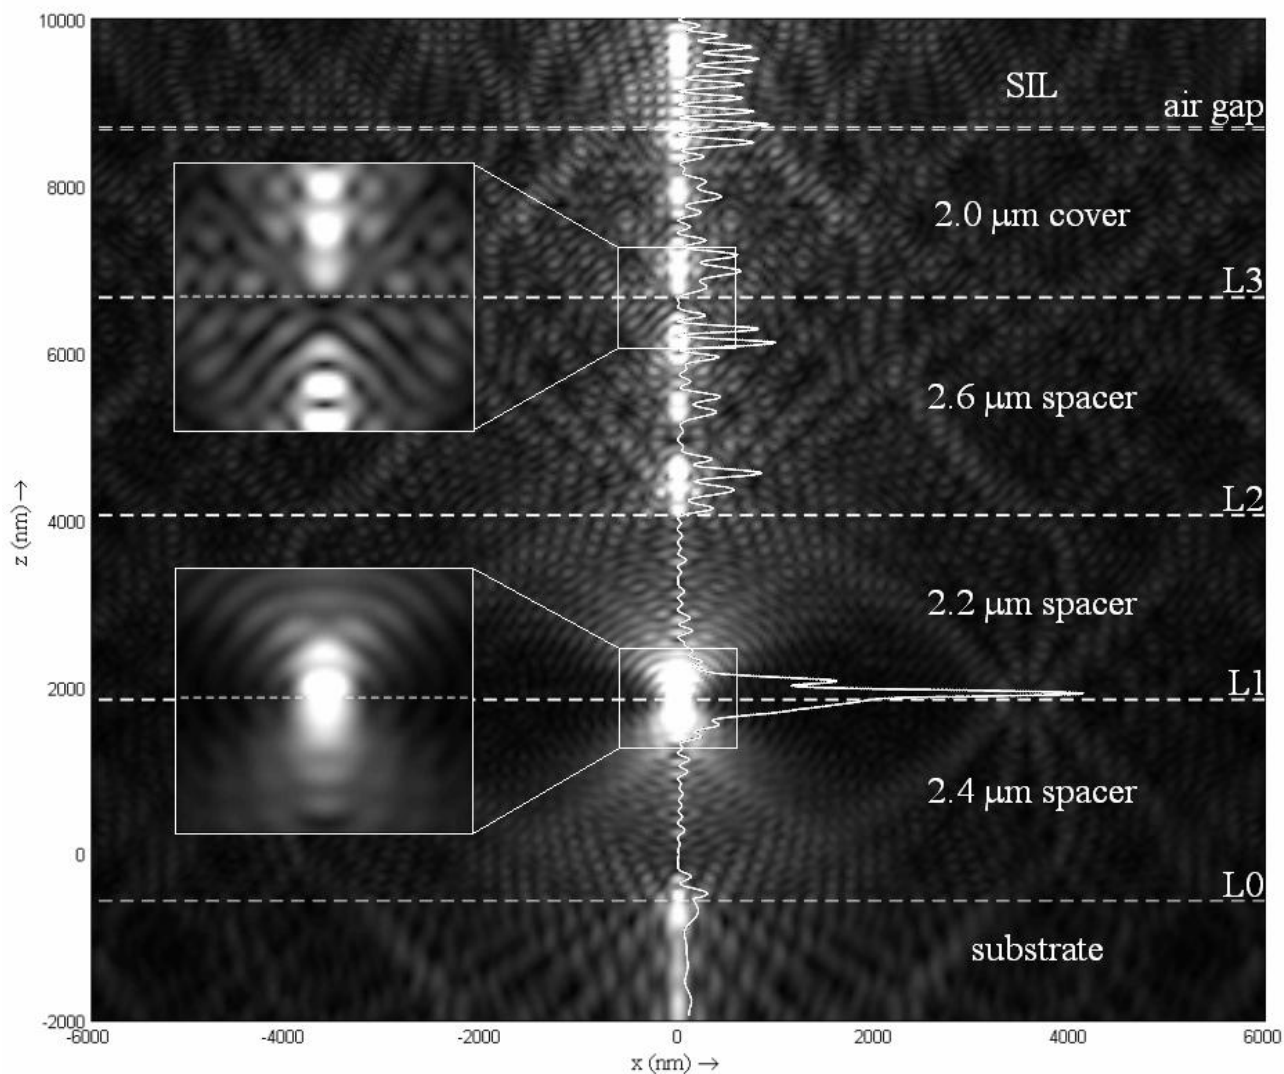 10000
SIL
air gap
8000
2.0 μm cover
L3
6000
2.6 μm spacer
L2
4000
z (nm) →
2.2 μm spacer
L1
2000
2.4 μm spacer
0
L0
substrate
-2000
-6000 -4000 -2000 0 2000 4000 6000
x (nm) →